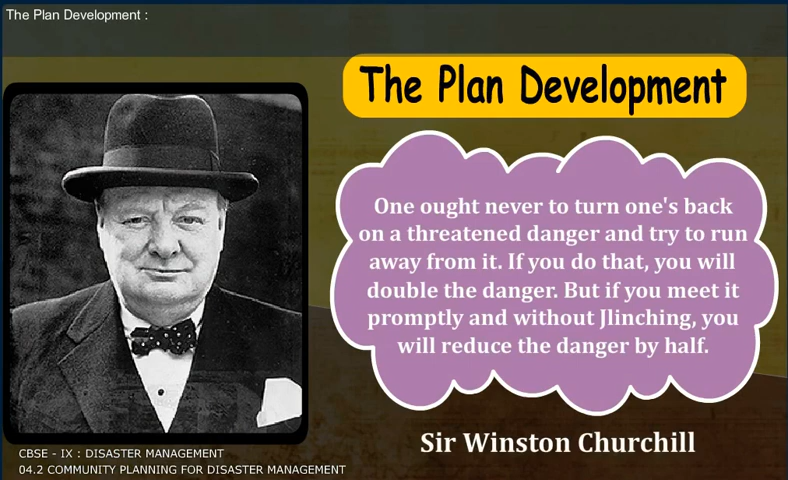 The Plan Development :
The Plan Development
One ought never to turn one's back
on a threatened danger and try to run
away from it. If you do that, you will
double the danger. But if you meet it
promptly and without Jlinching, you
will reduce the danger by half.
Sir Winston Churchill
CBSE - IX : DISASTER MANAGEMENT
04.2 COMMUNITY PLANNING FOR DISASTER MANAGEMENT